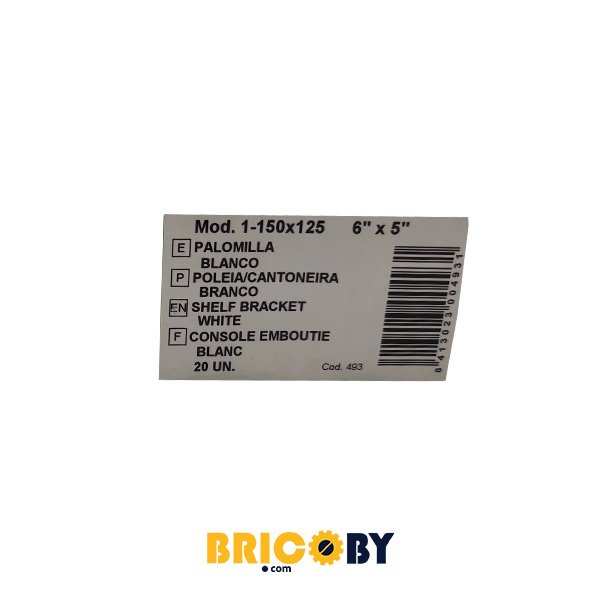 Mod. 1-150x125 6" x 5"
E PALOMILLA
BLANCO
P POLEIA/CANTONEIRA
BRANCO
EN SHELF BRACKET
WHITE
F CONSOLE EMBOUTIE
BLANC
20 UN. Cod. 493
8413023004931
BRICOBY
.com